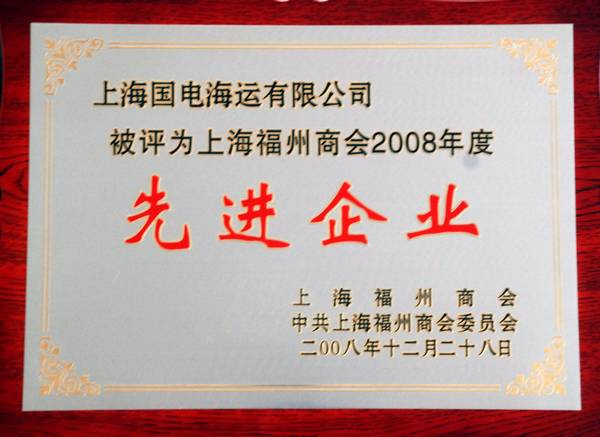 上海国电海运有限公司
被评为上海福州商会2008年度
先进企业
上海福州商会
中共上海福州商会委员会
二00八年十二月二十八日